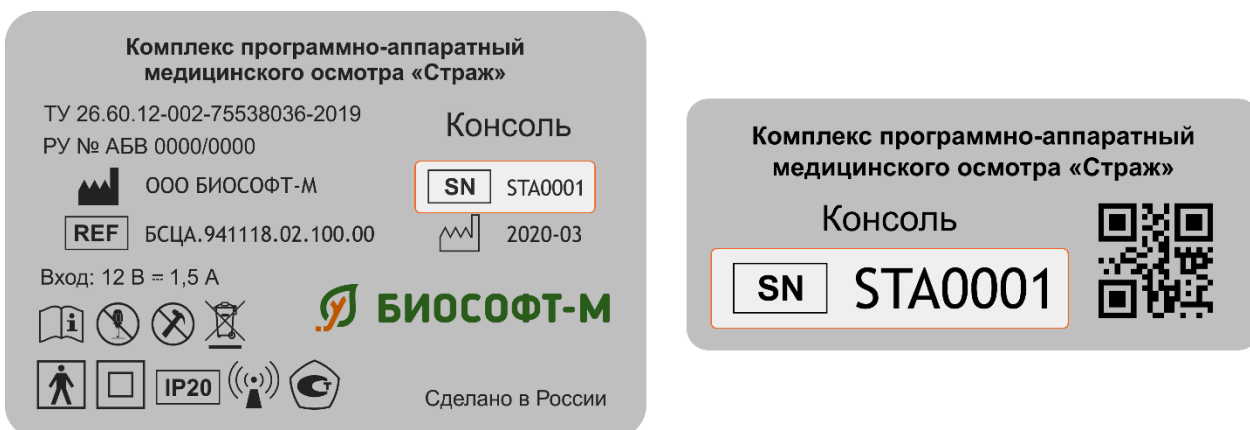 Комплекс программно-аппаратный
медицинского осмотра «Страж»
ТУ 26.60.12-002-75538036-2019
РУ № АБВ 0000/0000
ООО БИОСОФТ-М
REF БСЦА.941118.02.100.00
Вход: 12 В = 1,5 А
Консоль
SN STA0001
2020-03
БИОСОФТ-М
IP20
Сделано в России
Комплекс программно-аппаратный
медицинского осмотра «Страж»
Консоль
SN STA0001